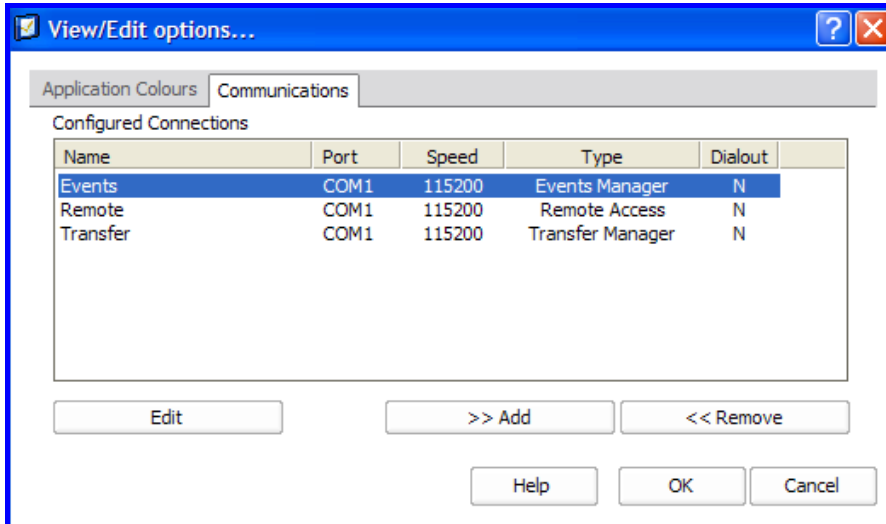 View/Edit options...
Application Colours Communications
Configured Connections
Name Port Speed Type Dialout
Events COM1 115200 Events Manager N
Remote COM1 115200 Remote Access N
Transfer COM1 115200 Transfer Manager N
Edit >> Add << Remove
Help OK Cancel